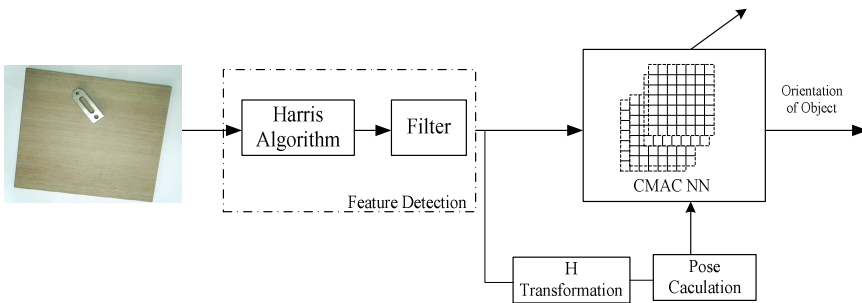 Harris
Algorithm
Filter
Feature Detection
CMAC NN
Orientation
of Object
H
Transformation
Pose
Caculation